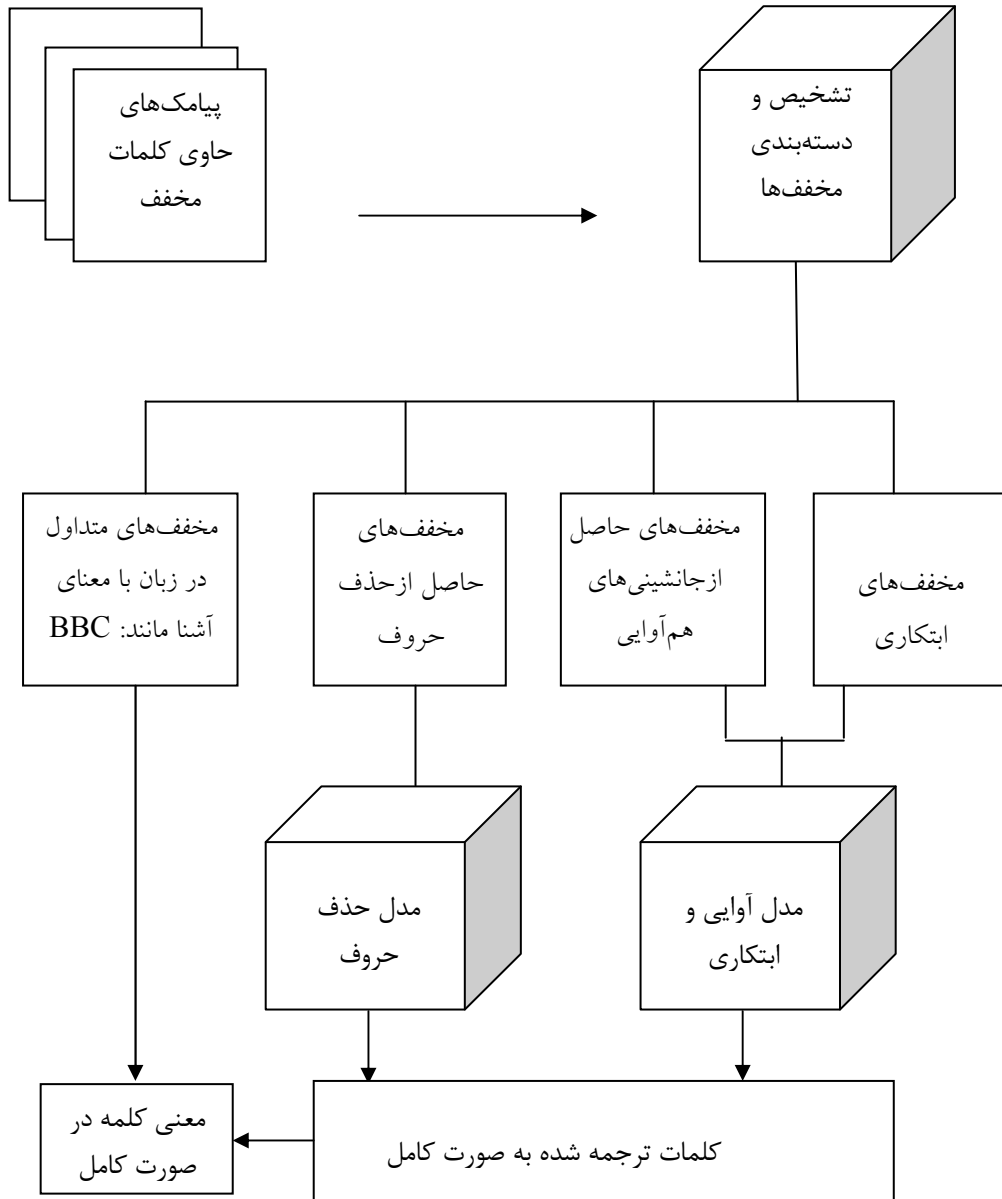 تشخیص و
دسته‌بندی
مخفف‌ها
پیامک‌های
حاوی کلمات
مخفف
مخفف‌های
ابتکاری
مخفف‌های حاصل
ازجانشینی‌های
هم‌آوایی
مخفف‌های
حاصل ازحذف
حروف
مخفف‌های متداول
در زبان با معنای
آشنا مانند: BBC
مدل آوایی و
ابتکاری
مدل حذف
حروف
کلمات ترجمه شده به صورت کامل
معنی کلمه در
صورت کامل